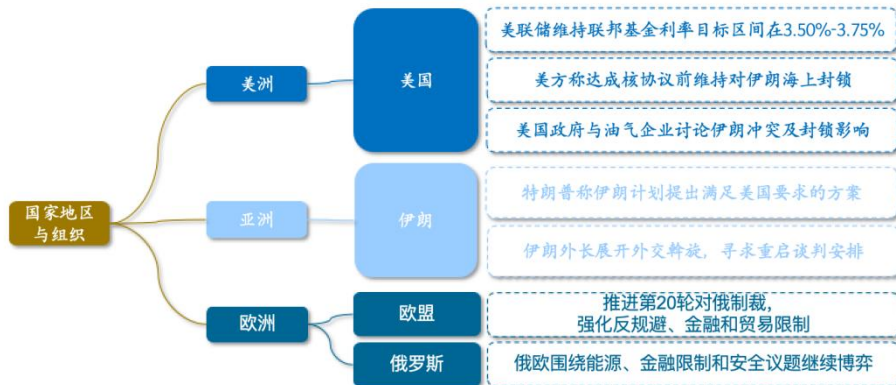 国家地区
与组织
美洲
美国
美联储维持联邦基金利率目标区间在3.50%-3.75%
美方称达成核协议前维持对伊朗海上封锁
美国政府与油气企业讨论伊朗冲突及封锁影响
亚洲
伊朗
特朗普称伊朗计划提出满足美国要求的方案
伊朗外长展开外交斡旋，寻求重启谈判安排
欧洲
欧盟
推进第20轮对俄制裁，
强化反规避、金融和贸易限制
俄罗斯
俄欧围绕能源、金融限制和安全议题继续博弈